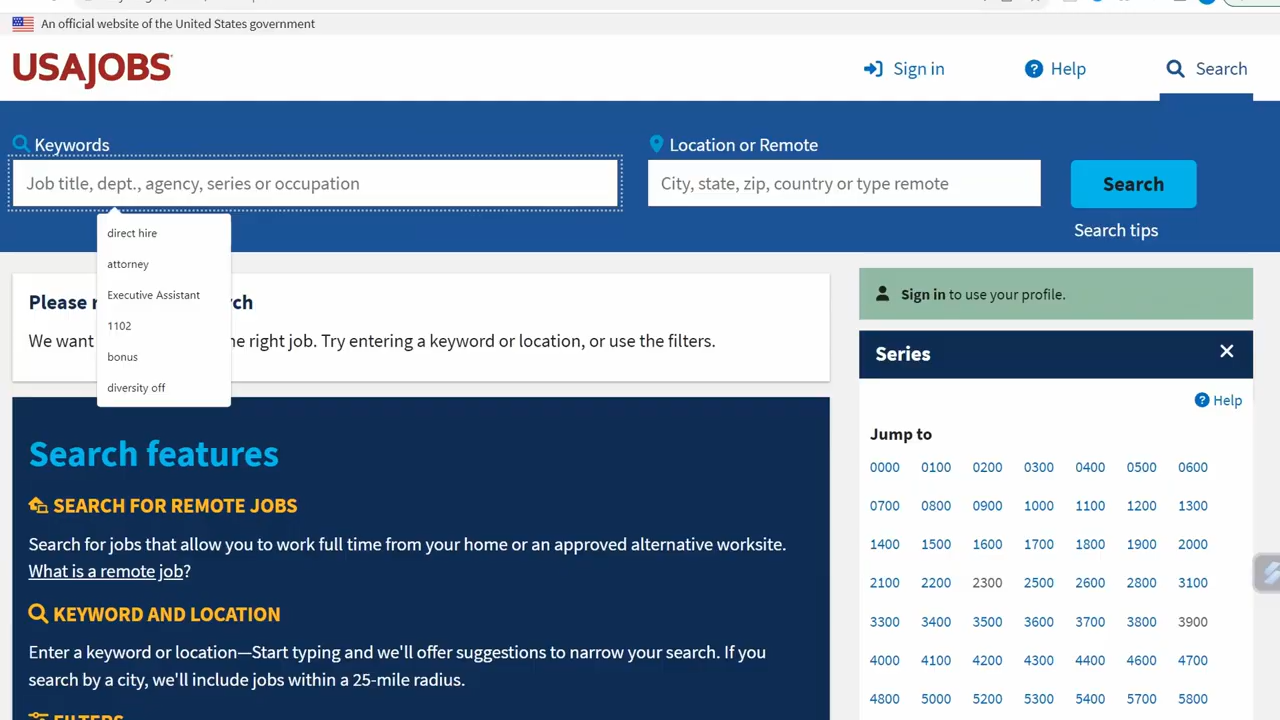 An official website of the United States government
USAJOBS
Sign in
Help
Search
Keywords
Location or Remote
Job title, dept., agency, series or occupation
City, state, zip, country or type remote
Search
Search tips
direct hire
attorney
Executive Assistant
1102
bonus
diversity off
Please r ch
We want he right job. Try entering a keyword or location, or use the filters.
Search features
SEARCH FOR REMOTE JOBS
Search for jobs that allow you to work full time from your home or an approved alternative worksite.
What is a remote job?
KEYWORD AND LOCATION
Enter a keyword or location—Start typing and we'll offer suggestions to narrow your search. If you
search by a city, we'll include jobs within a 25-mile radius.
FILTERS
Sign in to use your profile.
Series
Help
Jump to
0000 0100 0200 0300 0400 0500 0600
0700 0800 0900 1000 1100 1200 1300
1400 1500 1600 1700 1800 1900 2000
2100 2200 2300 2500 2600 2800 3100
3300 3400 3500 3600 3700 3800 3900
4000 4100 4200 4300 4400 4600 4700
4800 5000 5200 5300 5400 5700 5800